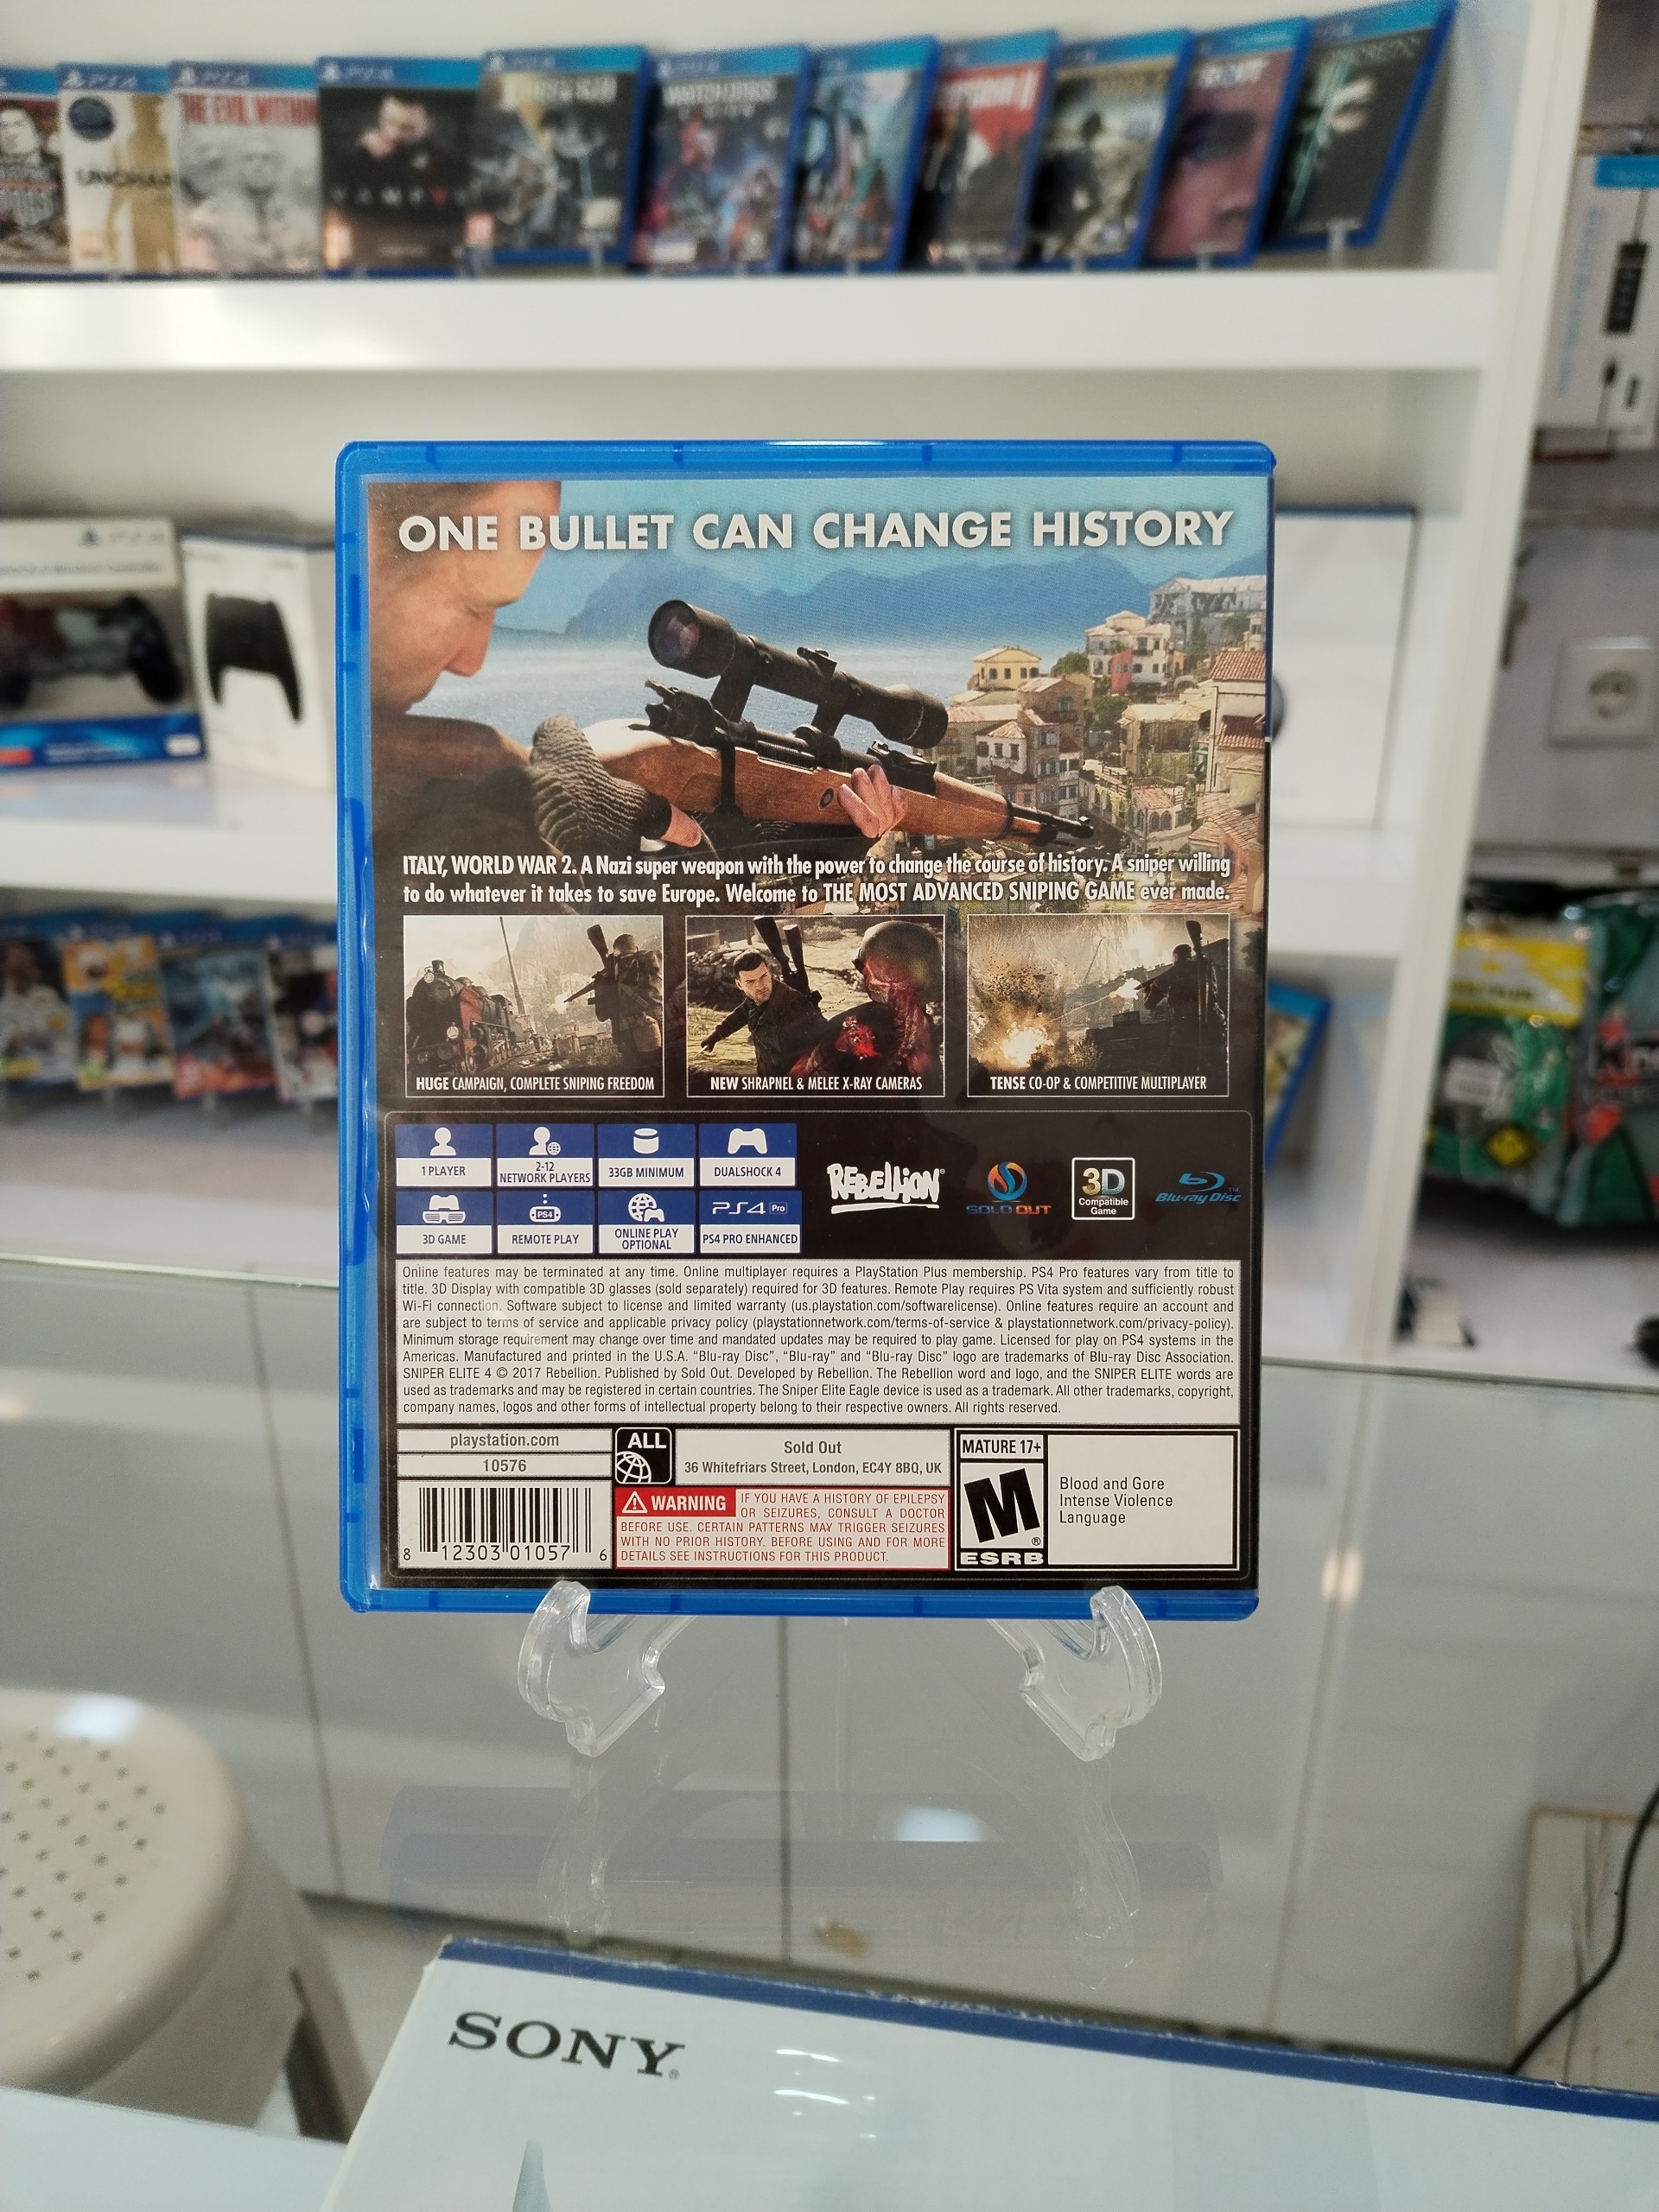 PS4
THE EVIL WITHIN
VAMPYR
WATCH DOGS
ONE BULLET CAN CHANGE HISTORY
ITALY, WORLD WAR 2. A Nazi super weapon with the power to change the course of history. A sniper willing
to do whatever it takes to save Europe. Welcome to THE MOST ADVANCED SNIPING GAME ever made.
HUGE CAMPAIGN, COMPLETE SNIPING FREEDOM
NEW SHRAPNEL & MELEE X-RAY CAMERAS
TENSE CO-OP & COMPETITIVE MULTIPLAYER
1 PLAYER
2-12
NETWORK PLAYERS
33GB MINIMUM
DUALSHOCK 4
3D GAME
PS4
REMOTE PLAY
ONLINE PLAY
OPTIONAL
PS4 Pro
PS4 PRO ENHANCED
REBELLION®
SOLD OUT
3D
Compatible
Game
Blu-ray Disc™
Online features may be terminated at any time. Online multiplayer requires a PlayStation Plus membership. PS4 Pro features vary from title to
title. 3D Display with compatible 3D glasses (sold separately) required for 3D features. Remote Play requires PS Vita system and sufficiently robust
Wi-Fi connection. Software subject to license and limited warranty (us.playstation.com/softwarelicense). Online features require an account and
are subject to terms of service and applicable privacy policy (playstationnetwork.com/terms-of-service & playstationnetwork.com/privacy-policy).
Minimum storage requirement may change over time and mandated updates may be required to play game. Licensed for play on PS4 systems in the
Americas. Manufactured and printed in the U.S.A. “Blu-ray Disc”, “Blu-ray” and “Blu-ray Disc” logo are trademarks of Blu-ray Disc Association.
SNIPER ELITE 4 © 2017 Rebellion. Published by Sold Out. Developed by Rebellion. The Rebellion word and logo, and the SNIPER ELITE words are
used as trademarks and may be registered in certain countries. The Sniper Elite Eagle device is used as a trademark. All other trademarks, copyright,
company names, logos and other forms of intellectual property belong to their respective owners. All rights reserved.
playstation.com
10576
8 12303 01057 6
ALL
Sold Out
36 Whitefriars Street, London, EC4Y 8BQ, UK
WARNING IF YOU HAVE A HISTORY OF EPILEPSY
OR SEIZURES, CONSULT A DOCTOR
BEFORE USE. CERTAIN PATTERNS MAY TRIGGER SEIZURES
WITH NO PRIOR HISTORY. BEFORE USING AND FOR MORE
DETAILS SEE INSTRUCTIONS FOR THIS PRODUCT.
MATURE 17+
M®
ESRB
Blood and Gore
Intense Violence
Language
SONY®